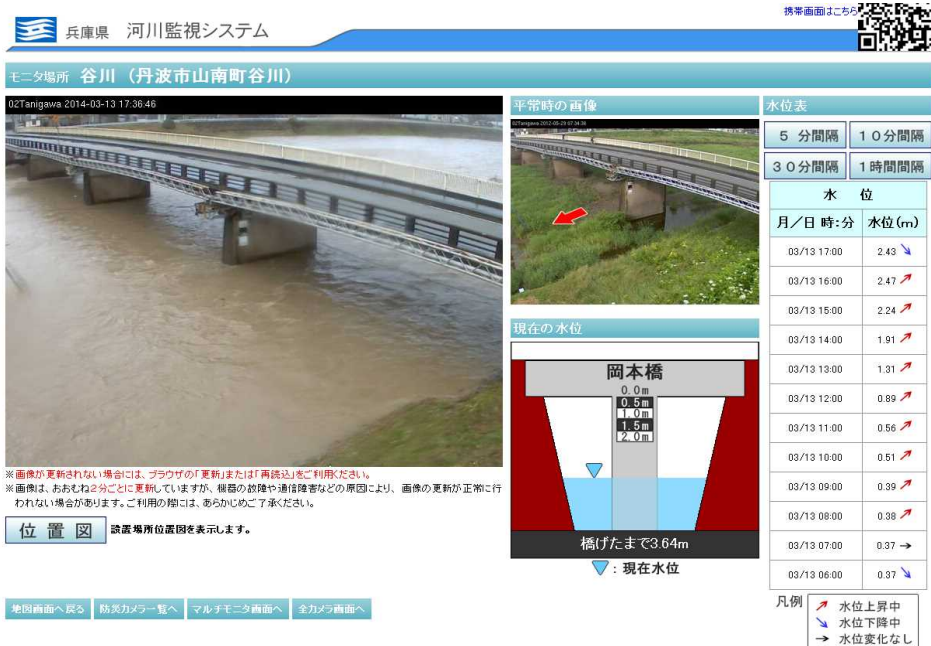 携帯画面はこちら
兵庫県 河川監視システム
モニタ場所 谷川（丹波市山南町谷川）
02Tanigawa 2014-03-13 17:36:46
※画像が更新されない場合には、ブラウザの「更新」または「再読込」をご利用ください。
※画像は、おおむね2分ごとに更新していますが、機器の故障や通信障害などの原因により、画像の更新が正常に行
われない場合があります。ご利用の際には、あらかじめご了承ください。
位置図 設置場所位置図を表示します。
地図画面へ戻る 防災カメラ一覧へ マルチモニタ画面へ 全カメラ画面へ
平常時の画像
現在の水位
岡本橋
0.0m
0.5m
1.0m
1.5m
2.0m
橋げたまで3.64m
：現在水位
水位表
5 分間隔 10分間隔
30分間隔 1時間間隔
水 位
月／日 時:分 水位(m)
03/13 17:00 2.43 ↘
03/13 16:00 2.47 ↗
03/13 15:00 2.24 ↗
03/13 14:00 1.91 ↗
03/13 13:00 1.31 ↗
03/13 12:00 0.89 ↗
03/13 11:00 0.56 ↗
03/13 10:00 0.51 ↗
03/13 09:00 0.39 ↗
03/13 08:00 0.38 ↗
03/13 07:00 0.37 →
03/13 06:00 0.37 ↘
凡例
↗ 水位上昇中
↘ 水位下降中
→ 水位変化なし